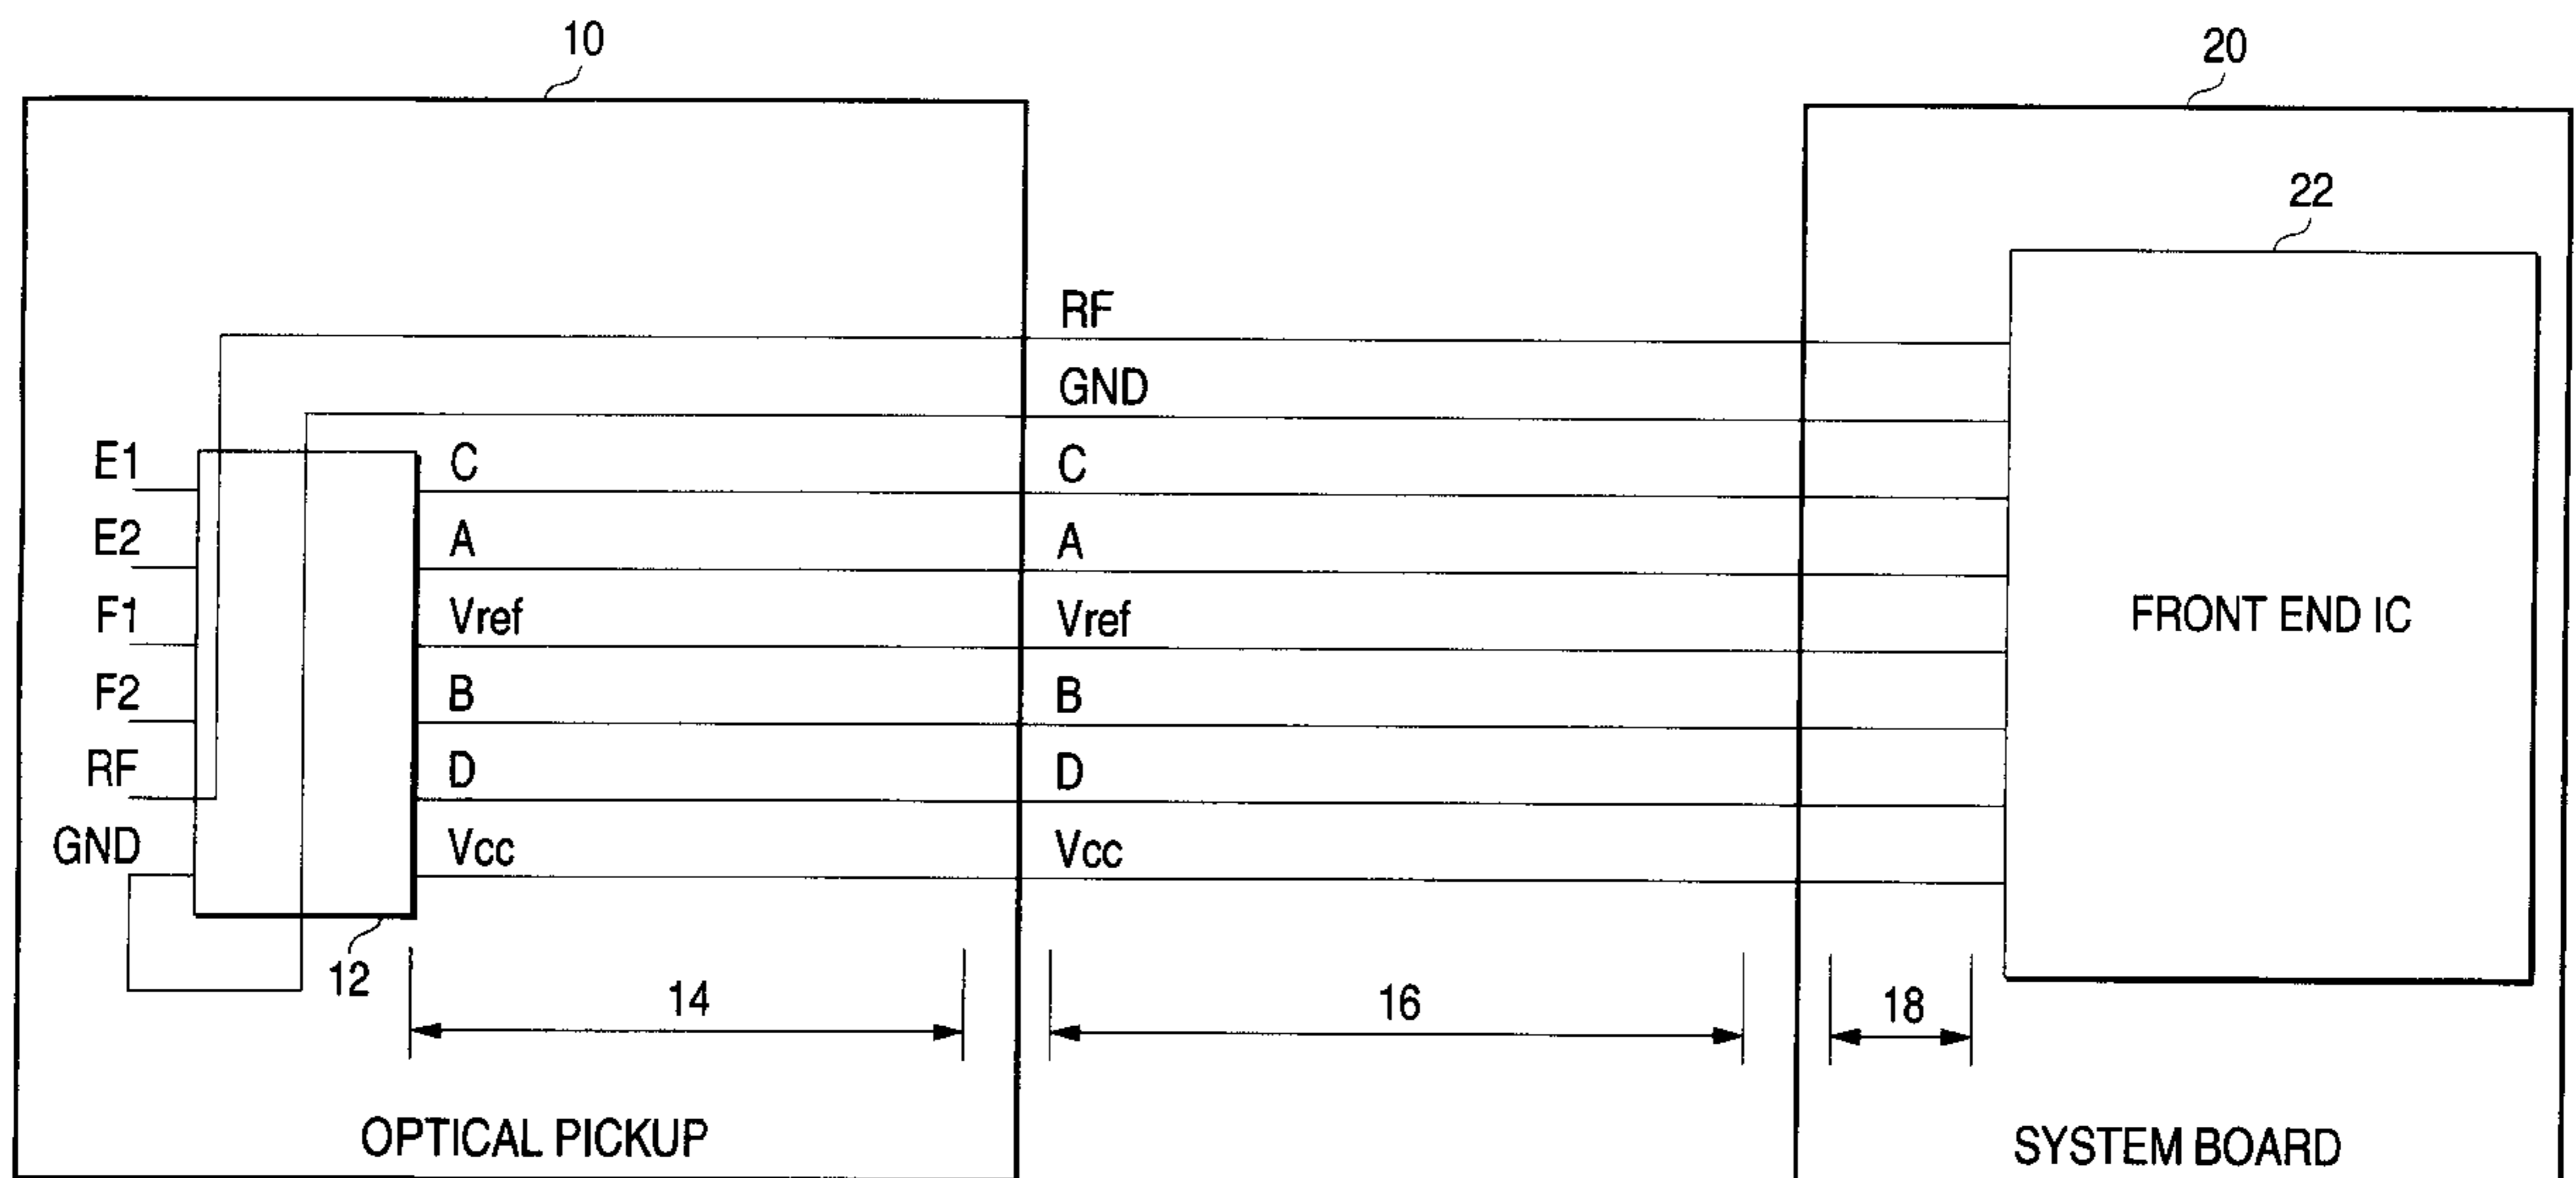 10
20
22
RF
GND
E1
C
C
E2
A
A
F1
Vref
Vref
FRONT END IC
F2
B
B
RF
D
D
GND
Vcc
Vcc
12
14
16
18
OPTICAL PICKUP
SYSTEM BOARD